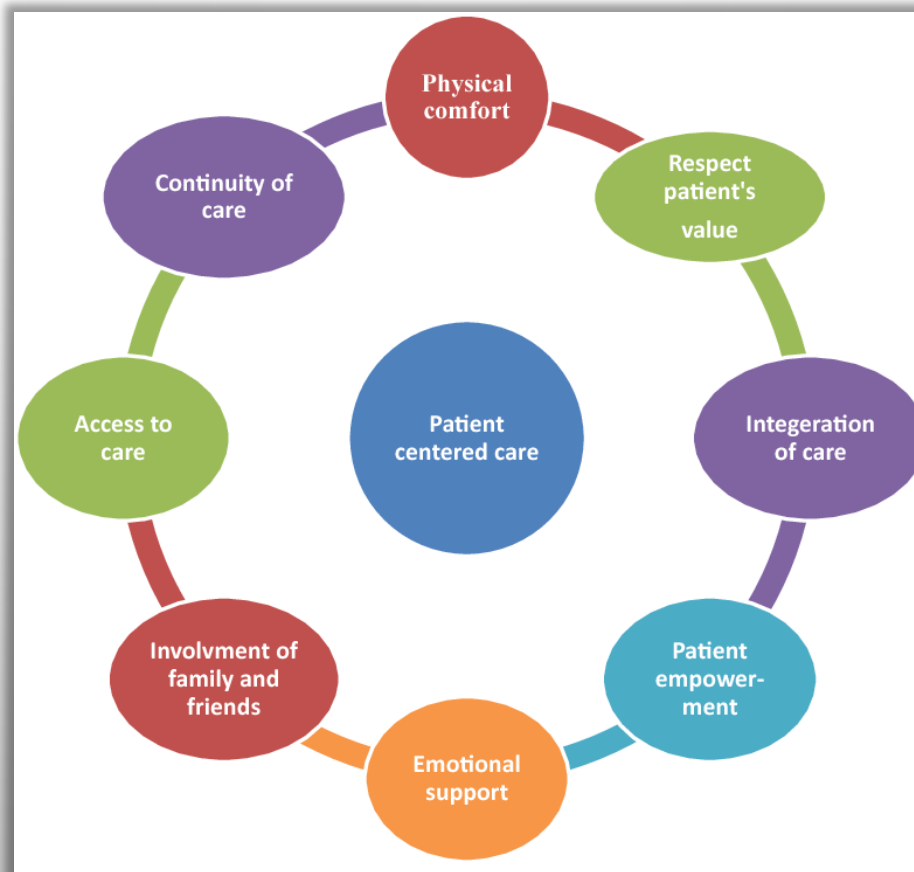 Physical
comfort
Respect
patient's
value
Integeration
of care
Patient
empower-
ment
Emotional
support
Involvment of
family and
friends
Access to
care
Continuity of
care
Patient
centered care